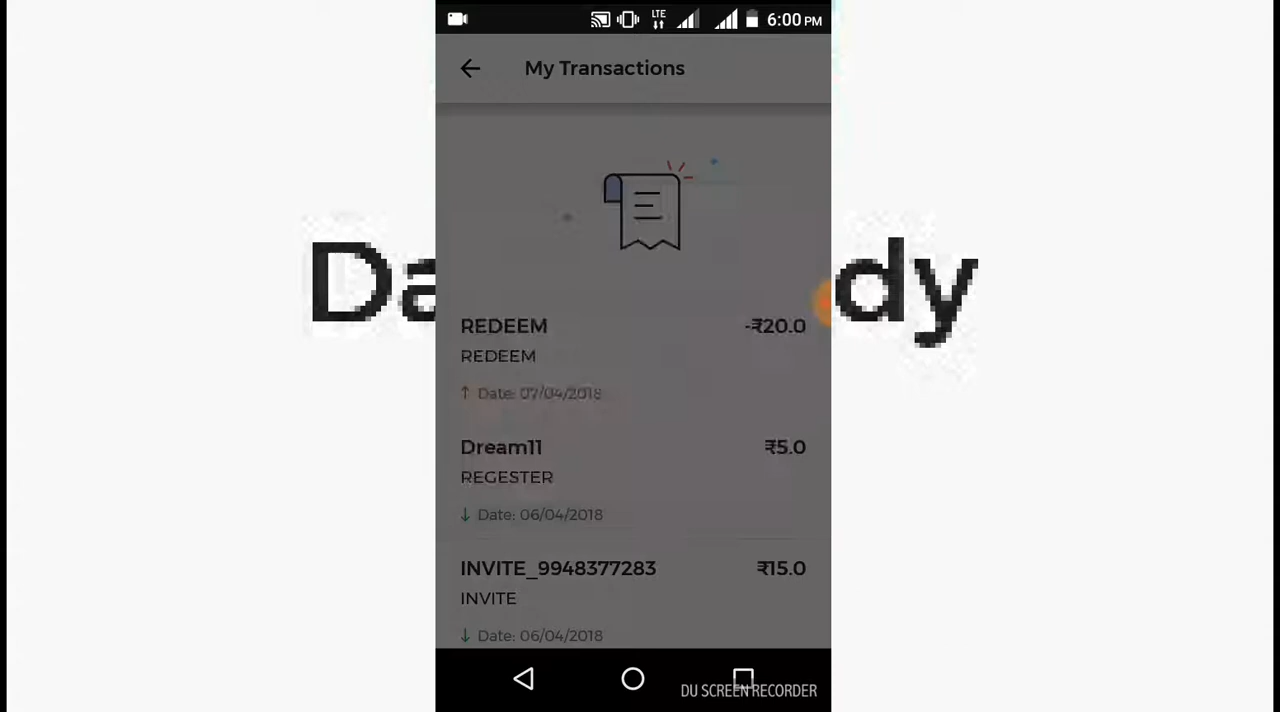 LTE 6:00 PM
My Transactions
REDEEM -₹20.0
REDEEM
↑ Date: 07/04/2018
Dream11 ₹5.0
REGESTER
↓ Date: 06/04/2018
INVITE_9948377283 ₹15.0
INVITE
↓ Date: 06/04/2018
DU SCREEN RECORDER